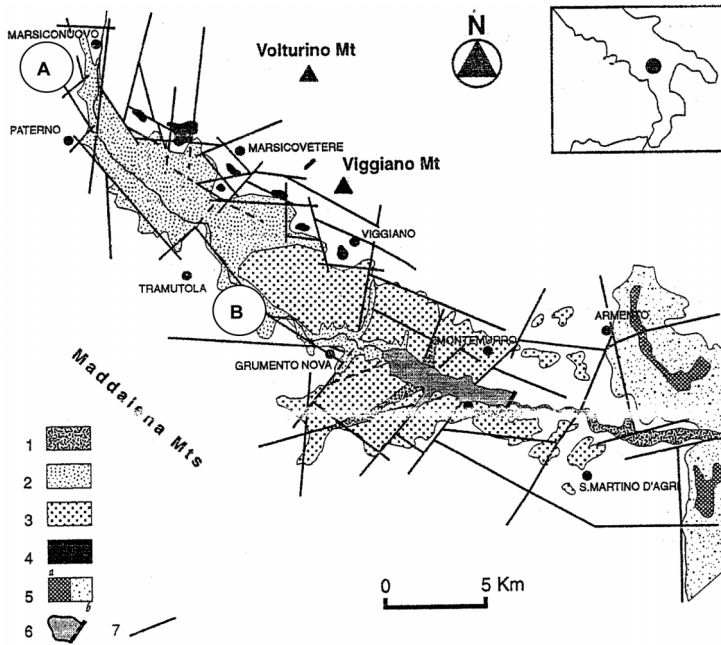 MARSICONUOVO
A
Volturino Mt
N
PATERNO
MARSICOVETERE
Viggiano Mt
VIGGIANO
TRAMUTOLA
B
ARMENTO
MONTEMURRO
GRUMENTO NOVA
Maddalena Mts
S.MARTINO D'AGRI
1
2
3
4
a
5
b
6
7
0 5 Km